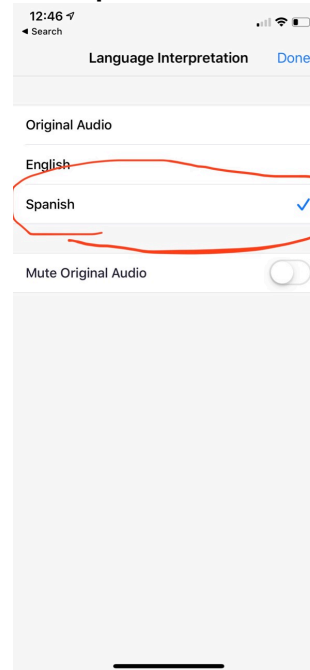 12:46
◀ Search
Language Interpretation Done
Original Audio
English
Spanish
Mute Original Audio